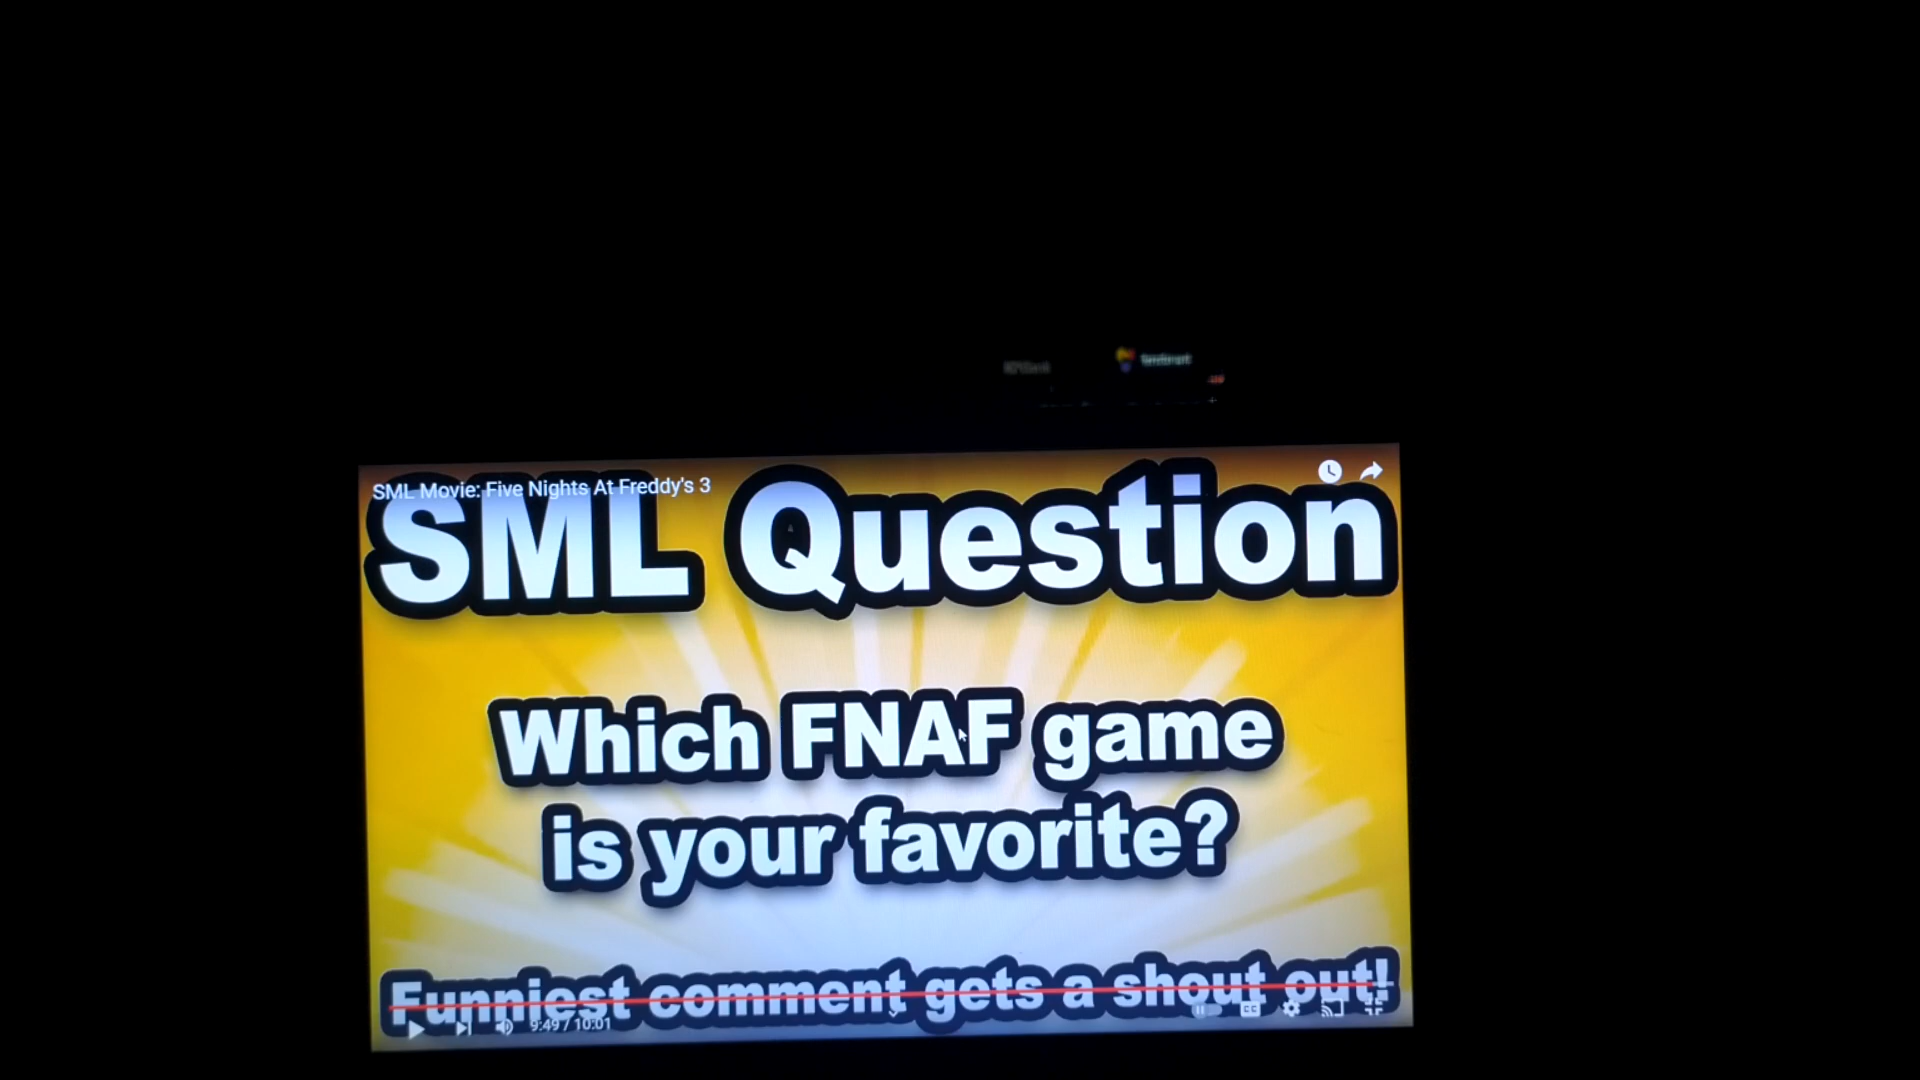 SML Movie: Five Nights At Freddy's 3
SML Question
Which FNAF game
is your favorite?
Funniest comment gets a shout out!
9:49 / 10:01
CC